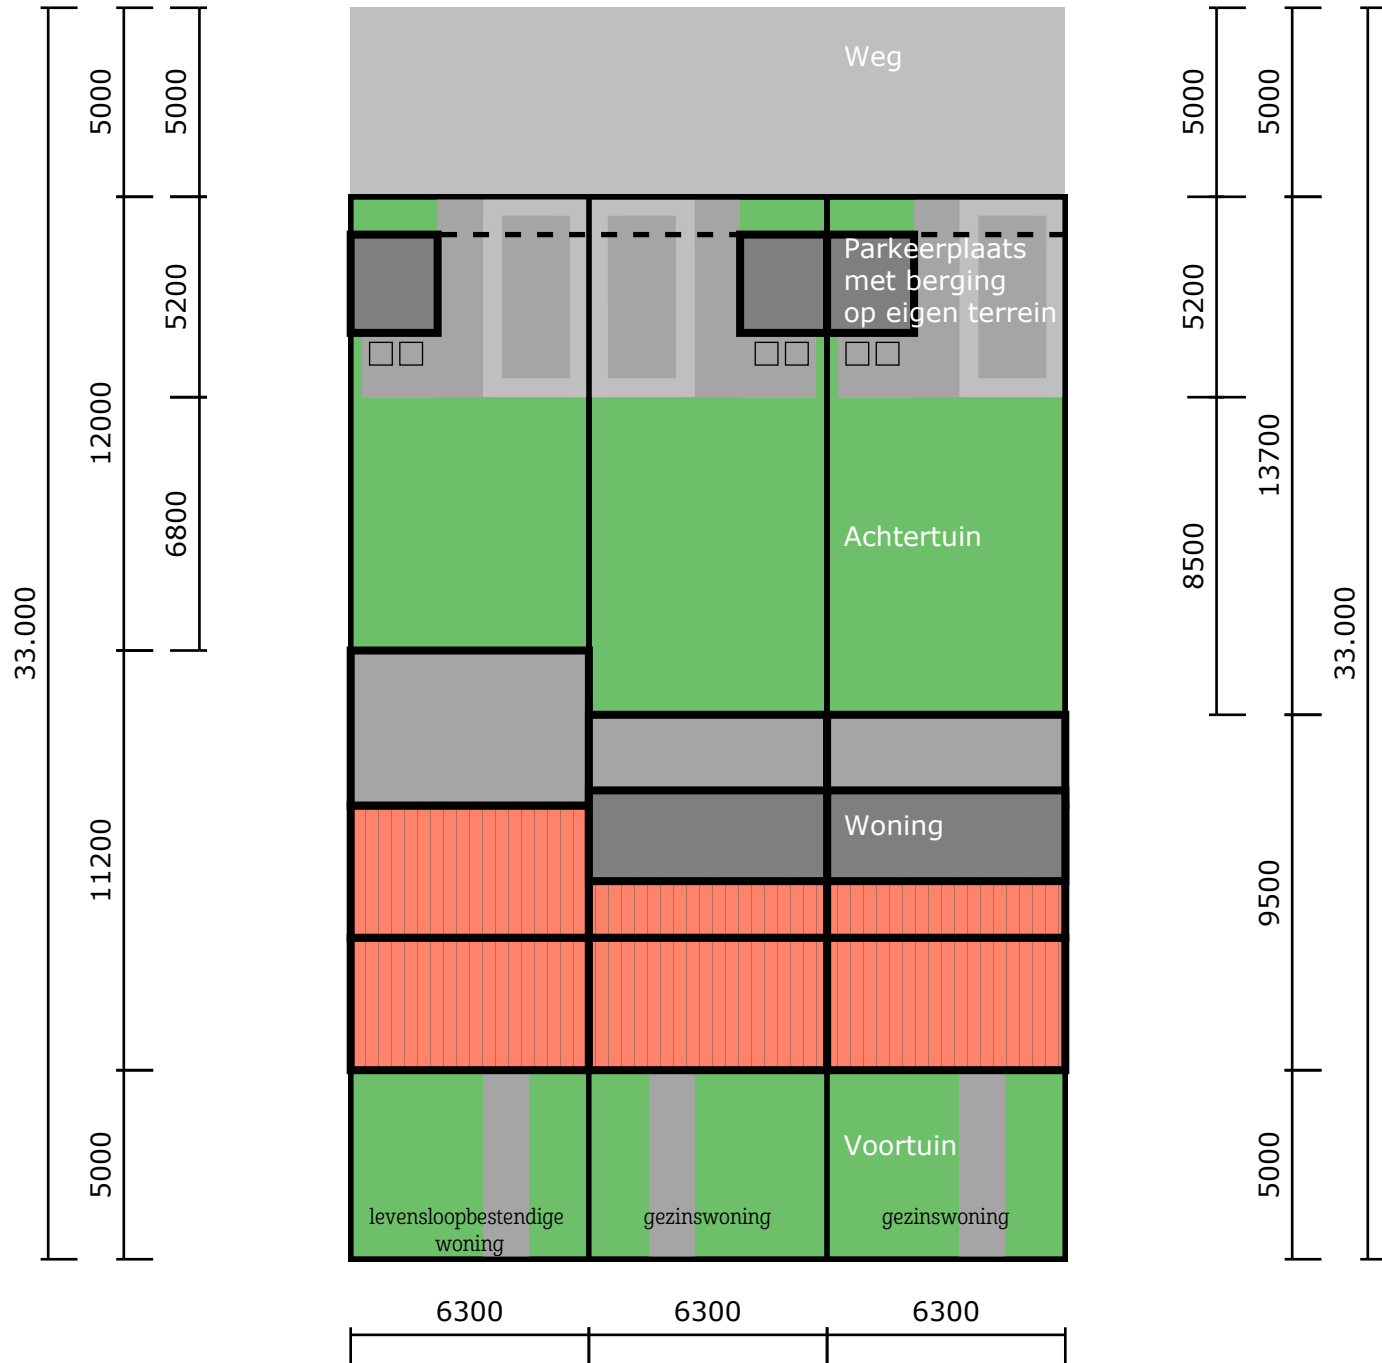 Weg
Parkeerplaats
met berging
op eigen terrein
Achtertuin
Woning
Voortuin
levensloopbestendige
woning
gezinswoning
gezinswoning
33.000
5000
12000
11200
5000
5000
5200
6800
5000
5200
8500
5000
13700
9500
5000
33.000
6300
6300
6300